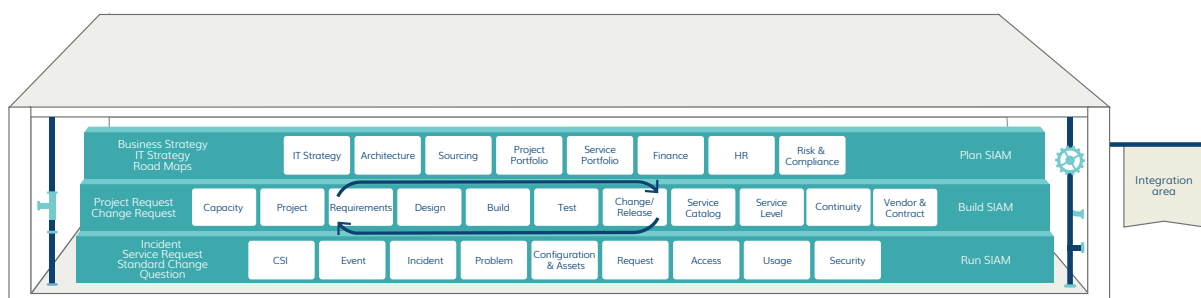 Business Strategy
IT Strategy
Road Maps
IT Strategy
Architecture
Sourcing
Project
Portfolio
Service
Portfolio
Finance
HR
Risk &
Compliance
Plan SIAM
Project Request
Change Request
Capacity
Project
Requirements
Design
Build
Test
Change/
Release
Service
Catalog
Service
Level
Continuity
Vendor &
Contract
Build SIAM
Incident
Service Request
Standard Change
Question
CSI
Event
Incident
Problem
Configuration
& Assets
Request
Access
Usage
Security
Run SIAM
Integration
area